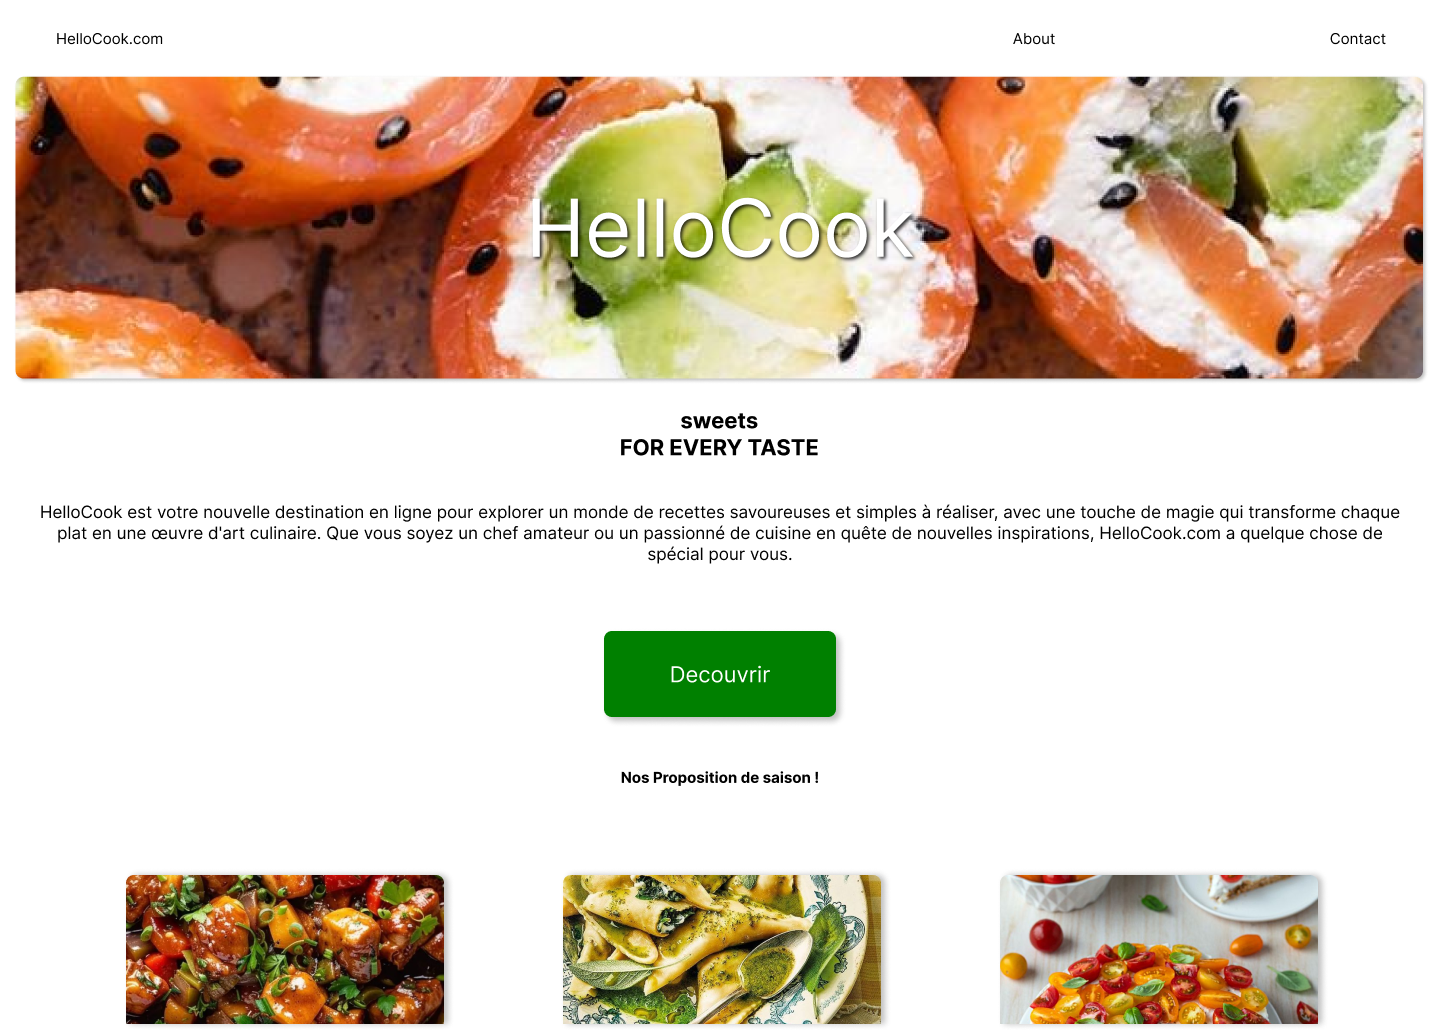 HelloCook.com
About
Contact
HelloCook
sweets
FOR EVERY TASTE
HelloCook est votre nouvelle destination en ligne pour explorer un monde de recettes savoureuses et simples à réaliser, avec une touche de magie qui transforme chaque
plat en une œuvre d'art culinaire. Que vous soyez un chef amateur ou un passionné de cuisine en quête de nouvelles inspirations, HelloCook.com a quelque chose de
spécial pour vous.
Decouvrir
Nos Proposition de saison !